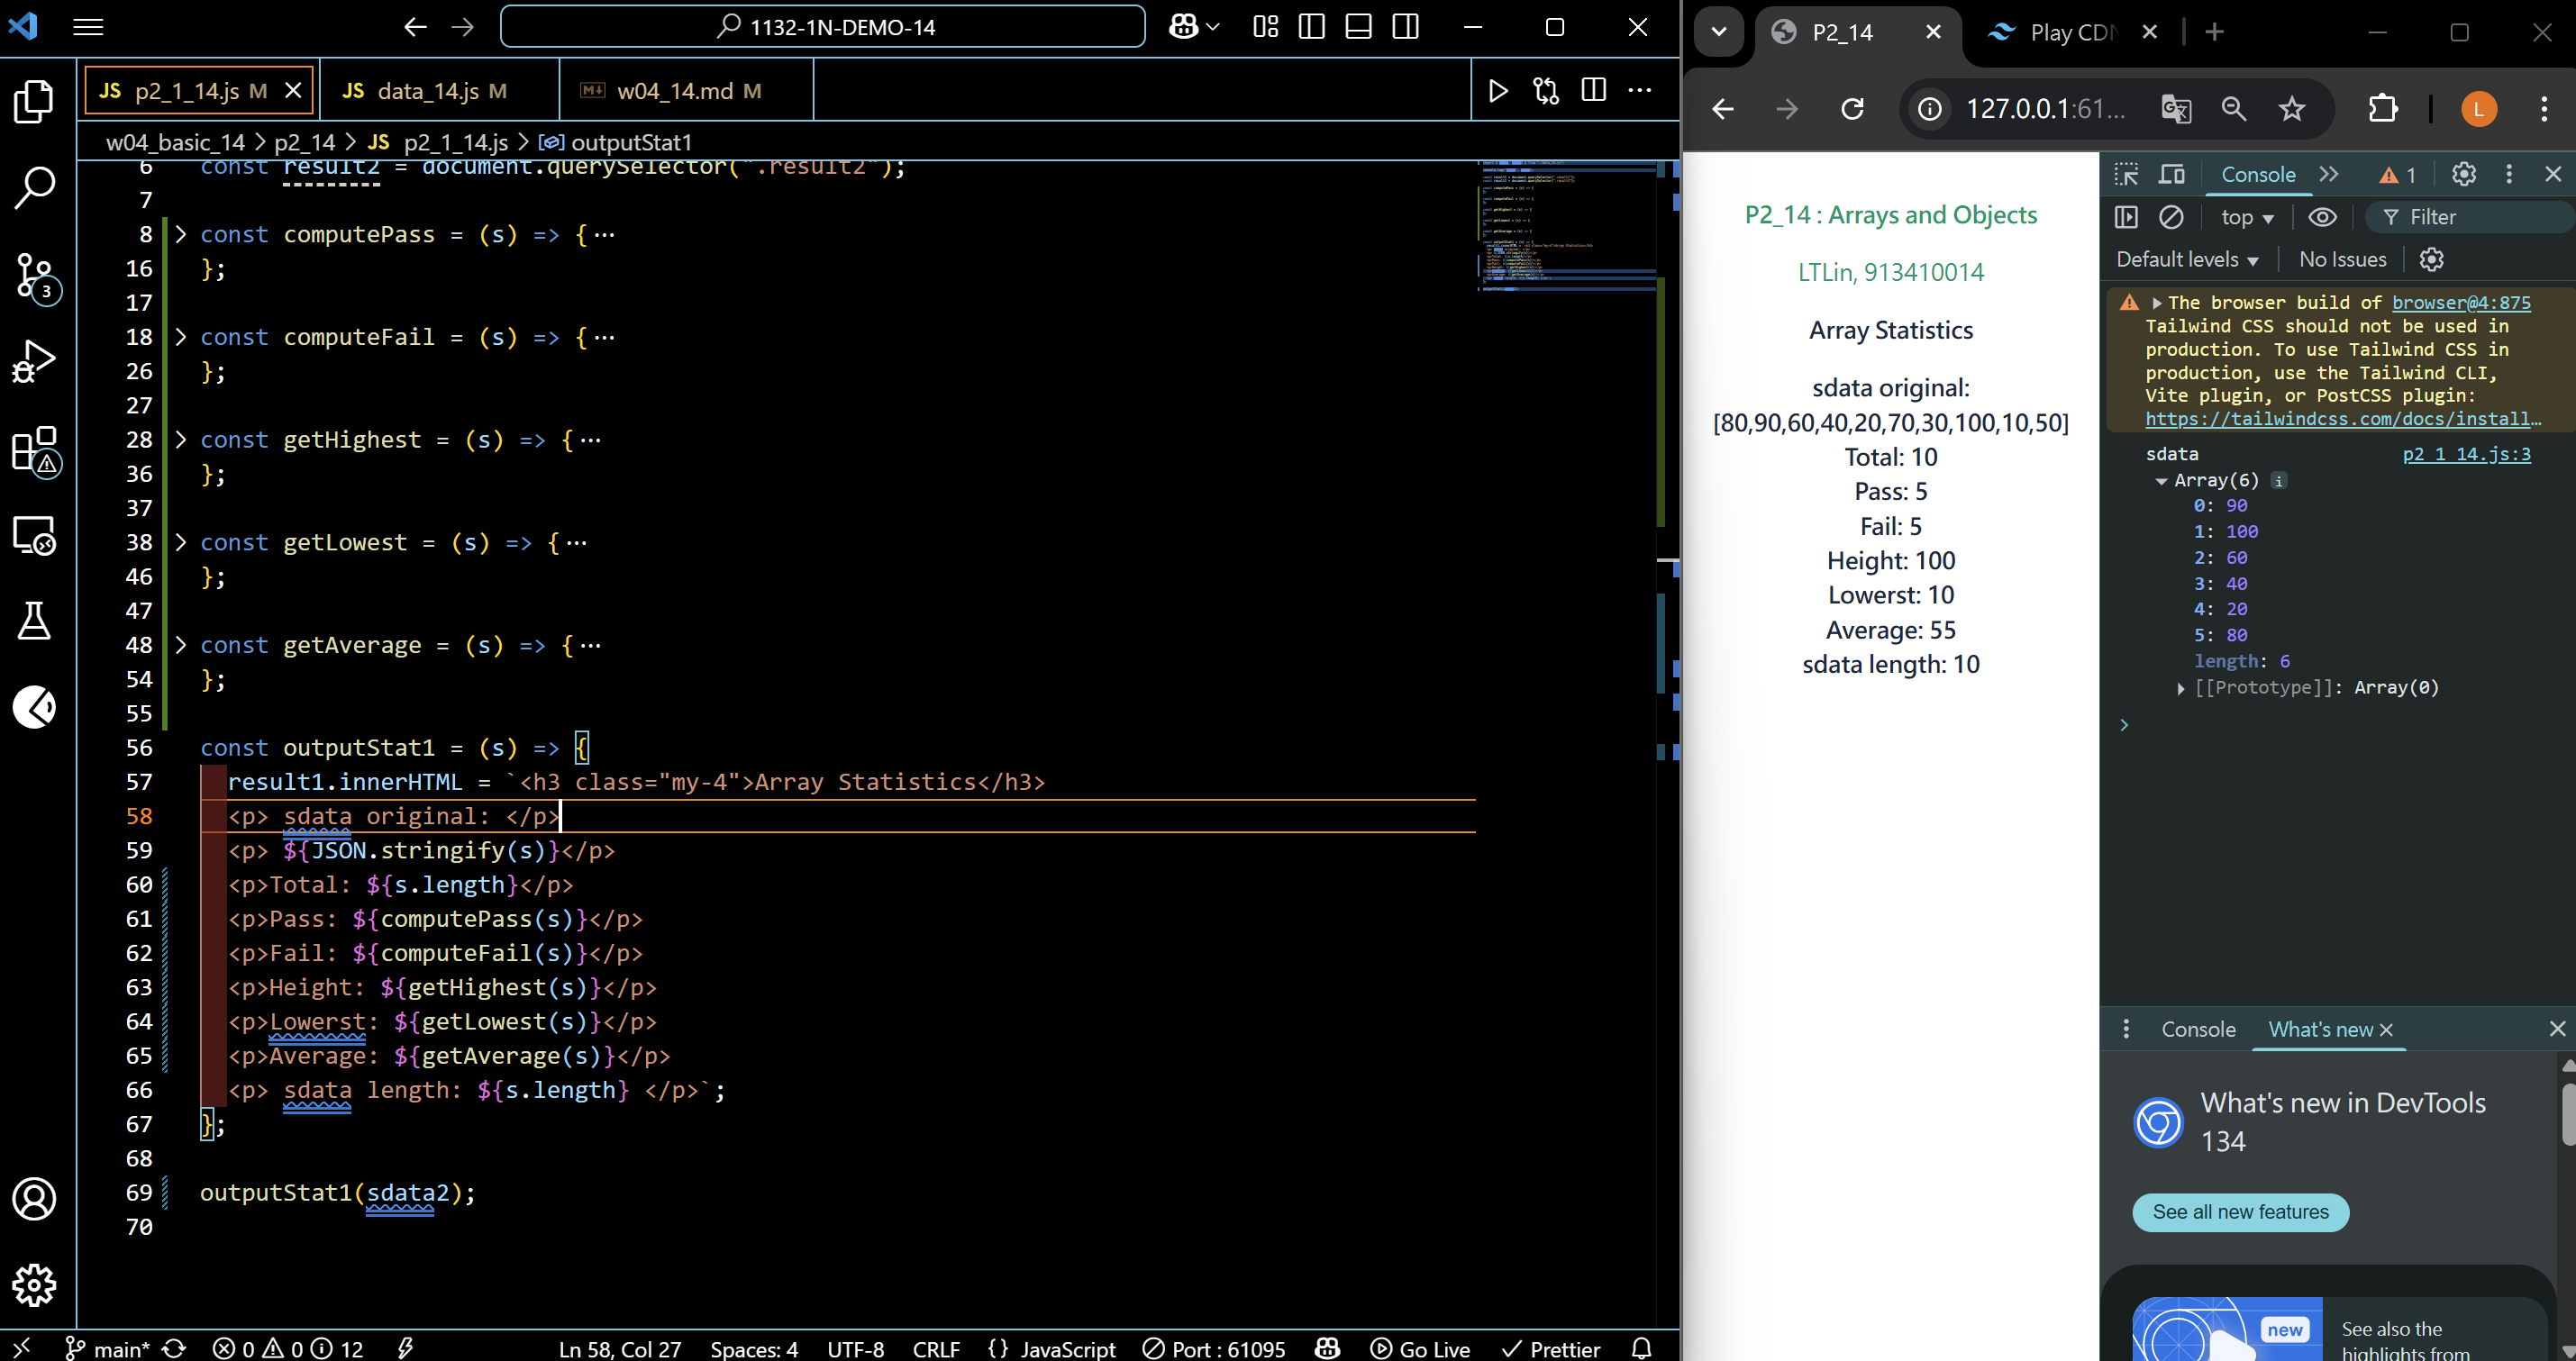 1132-1N-DEMO-14
JS p2_1_14.js M
JS data_14.js M
w04_14.md M
w04_basic_14 > p2_14 > JS p2_1_14.js > outputStat1
6 const result2 = document.querySelector(".result2");
7
8 const computePass = (s) => {…
16 };
17
18 const computeFail = (s) => {…
26 };
27
28 const getHighest = (s) => {…
36 };
37
38 const getLowest = (s) => {…
46 };
47
48 const getAverage = (s) => {…
54 };
55
56 const outputStat1 = (s) => {
57 result1.innerHTML = `<h3 class="my-4">Array Statistics</h3>
58 <p> sdata original: </p>
59 <p> ${JSON.stringify(s)}</p>
60 <p>Total: ${s.length}</p>
61 <p>Pass: ${computePass(s)}</p>
62 <p>Fail: ${computeFail(s)}</p>
63 <p>Height: ${getHighest(s)}</p>
64 <p>Lowerst: ${getLowest(s)}</p>
65 <p>Average: ${getAverage(s)}</p>
66 <p> sdata length: ${s.length} </p>`;
67 };
68
69 outputStat1(sdata2);
70
3
main* 0 0 12 Ln 58, Col 27 Spaces: 4 UTF-8 CRLF {} JavaScript Port : 61095 Go Live Prettier
P2_14
Play CDN
127.0.0.1:61...
L
P2_14 : Arrays and Objects
LTLin, 913410014
Array Statistics
sdata original:
[80,90,60,40,20,70,30,100,10,50]
Total: 10
Pass: 5
Fail: 5
Height: 100
Lowerst: 10
Average: 55
sdata length: 10
Console 1
top Filter
Default levels No Issues
The browser build of browser@4:875
Tailwind CSS should not be used in
production. To use Tailwind CSS in
production, use the Tailwind CLI,
Vite plugin, or PostCSS plugin:
https://tailwindcss.com/docs/install…
sdata p2_1_14.js:3
Array(6) i
0: 90
1: 100
2: 60
3: 40
4: 20
5: 80
length: 6
[[Prototype]]: Array(0)
Console What's new
What's new in DevTools
134
See all new features
new
See also the
highlights from